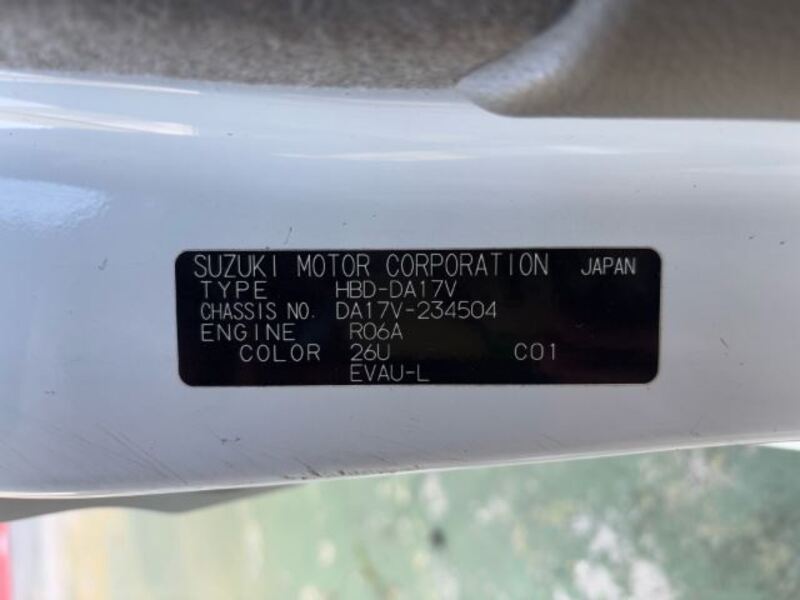 SUZUKI MOTOR CORPORATION JAPAN
TYPE HBD-DA17V
CHASSIS NO. DA17V-234504
ENGINE R06A
COLOR 26U C01
EVAU-L